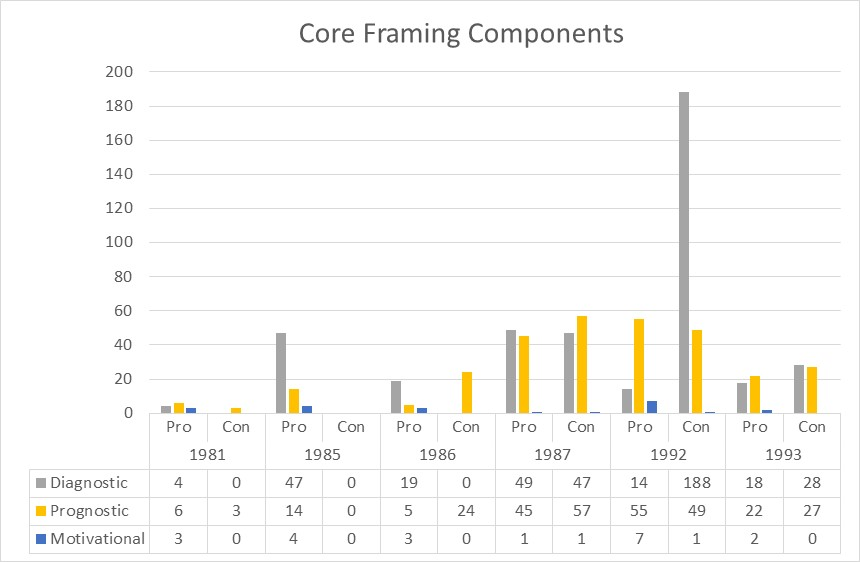 Core Framing Components
200
180
160
140
120
100
80
60
40
20
0
Pro Con Pro Con Pro Con Pro Con Pro Con Pro Con
1981 1985 1986 1987 1992 1993
Diagnostic 4 0 47 0 19 0 49 47 14 188 18 28
Prognostic 6 3 14 0 5 24 45 57 55 49 22 27
Motivational 3 0 4 0 3 0 1 1 7 1 2 0